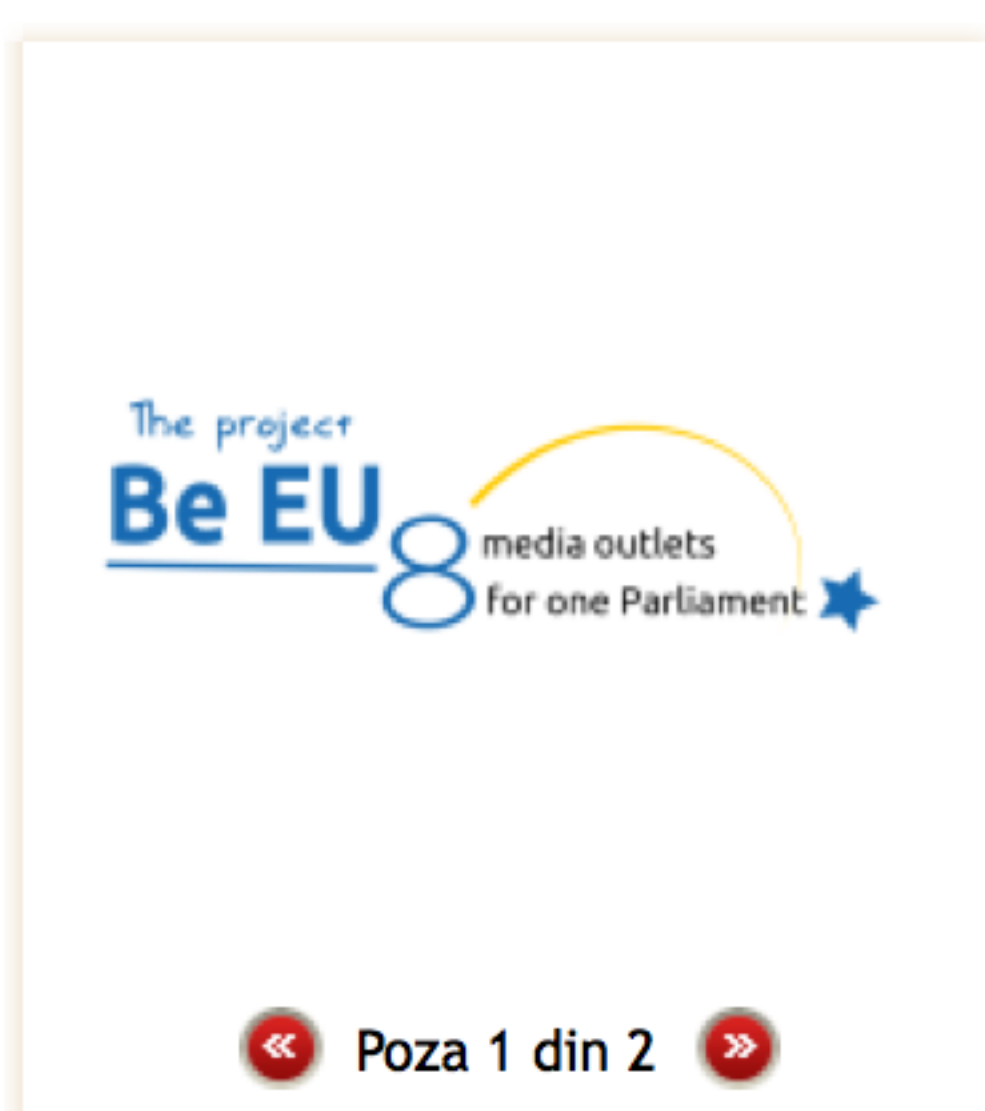 The project
Be EU
8 media outlets
for one Parliament
« Poza 1 din 2 »